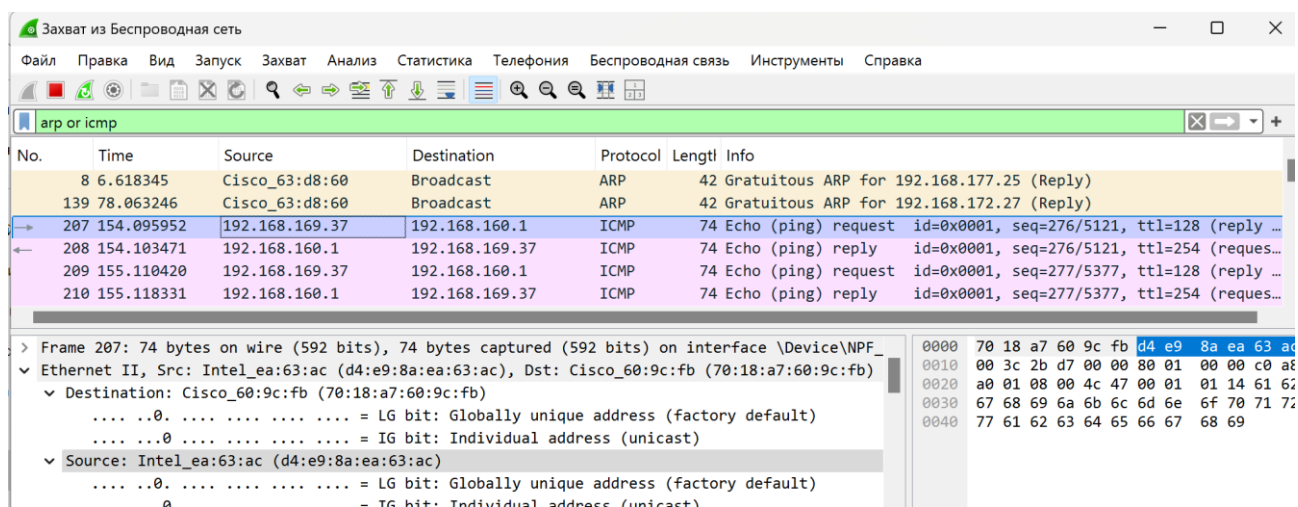 Захват из Беспроводная сеть
Файл Правка Вид Запуск Захват Анализ Статистика Телефония Беспроводная связь Инструменты Справка
arp or icmp
No. Time Source Destination Protocol Lengtl Info
8 6.618345 Cisco_63:d8:60 Broadcast ARP 42 Gratuitous ARP for 192.168.177.25 (Reply)
139 78.063246 Cisco_63:d8:60 Broadcast ARP 42 Gratuitous ARP for 192.168.172.27 (Reply)
207 154.095952 192.168.169.37 192.168.160.1 ICMP 74 Echo (ping) request id=0x0001, seq=276/5121, ttl=128 (reply …
208 154.103471 192.168.160.1 192.168.169.37 ICMP 74 Echo (ping) reply id=0x0001, seq=276/5121, ttl=254 (reques…
209 155.110420 192.168.169.37 192.168.160.1 ICMP 74 Echo (ping) request id=0x0001, seq=277/5377, ttl=128 (reply …
210 155.118331 192.168.160.1 192.168.169.37 ICMP 74 Echo (ping) reply id=0x0001, seq=277/5377, ttl=254 (reques…
Frame 207: 74 bytes on wire (592 bits), 74 bytes captured (592 bits) on interface \Device\NPF_
Ethernet II, Src: Intel_ea:63:ac (d4:e9:8a:ea:63:ac), Dst: Cisco_60:9c:fb (70:18:a7:60:9c:fb)
Destination: Cisco_60:9c:fb (70:18:a7:60:9c:fb)
.... ..0. .... .... .... .... = LG bit: Globally unique address (factory default)
.... ...0 .... .... .... .... = IG bit: Individual address (unicast)
Source: Intel_ea:63:ac (d4:e9:8a:ea:63:ac)
.... ..0. .... .... .... .... = LG bit: Globally unique address (factory default)
.... ...0 .... .... .... .... = IG bit: Individual address (unicast)
0000 70 18 a7 60 9c fb d4 e9 8a ea 63 ac
0010 00 3c 2b d7 00 00 80 01 00 00 c0 a8
0020 a0 01 08 00 4c 47 00 01 01 14 61 62
0030 67 68 69 6a 6b 6c 6d 6e 6f 70 71 72
0040 77 61 62 63 64 65 66 67 68 69